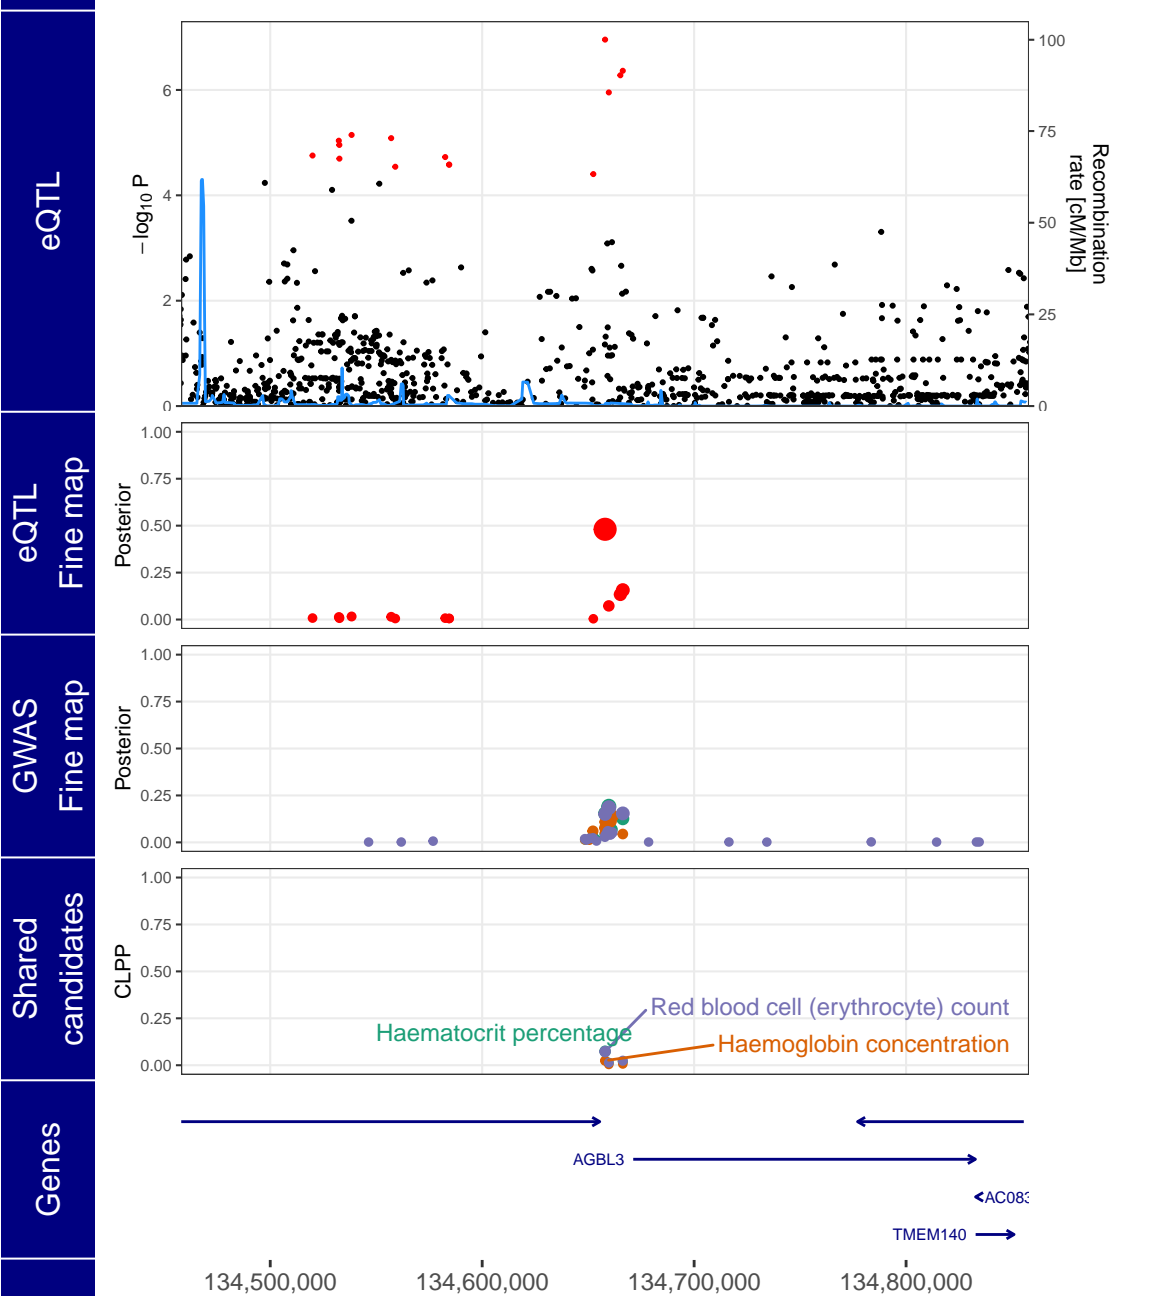 eQTL
−log10 P
6
4
2
0
100
75
50
25
0
Recombination
rate [cM/Mb]
eQTL
Fine map
Posterior
1.00
0.75
0.50
0.25
0.00
GWAS
Fine map
Posterior
1.00
0.75
0.50
0.25
0.00
Shared
candidates
CLPP
1.00
0.75
0.50
0.25
0.00
Red blood cell (erythrocyte) count
Haematocrit percentage
Haemoglobin concentration
Genes
AGBL3
AC083
TMEM140
134,500,000
134,600,000
134,700,000
134,800,000